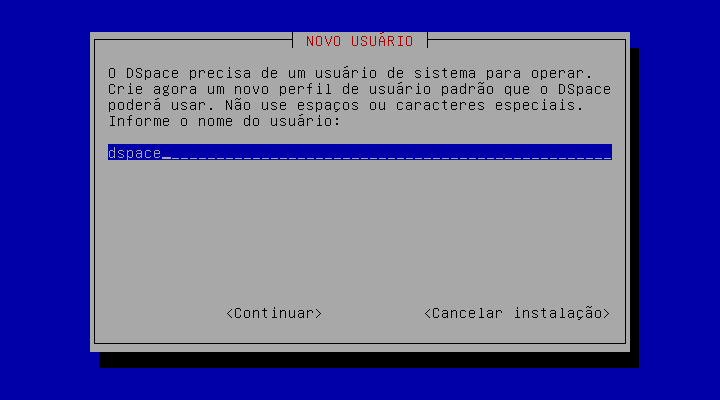 NOVO USUÁRIO
O DSpace precisa de um usuário de sistema para operar.
Crie agora um novo perfil de usuário padrão que o DSpace
poderá usar. Não use espaços ou caracteres especiais.
Informe o nome do usuário:
dspace
<Continuar> <Cancelar instalação>